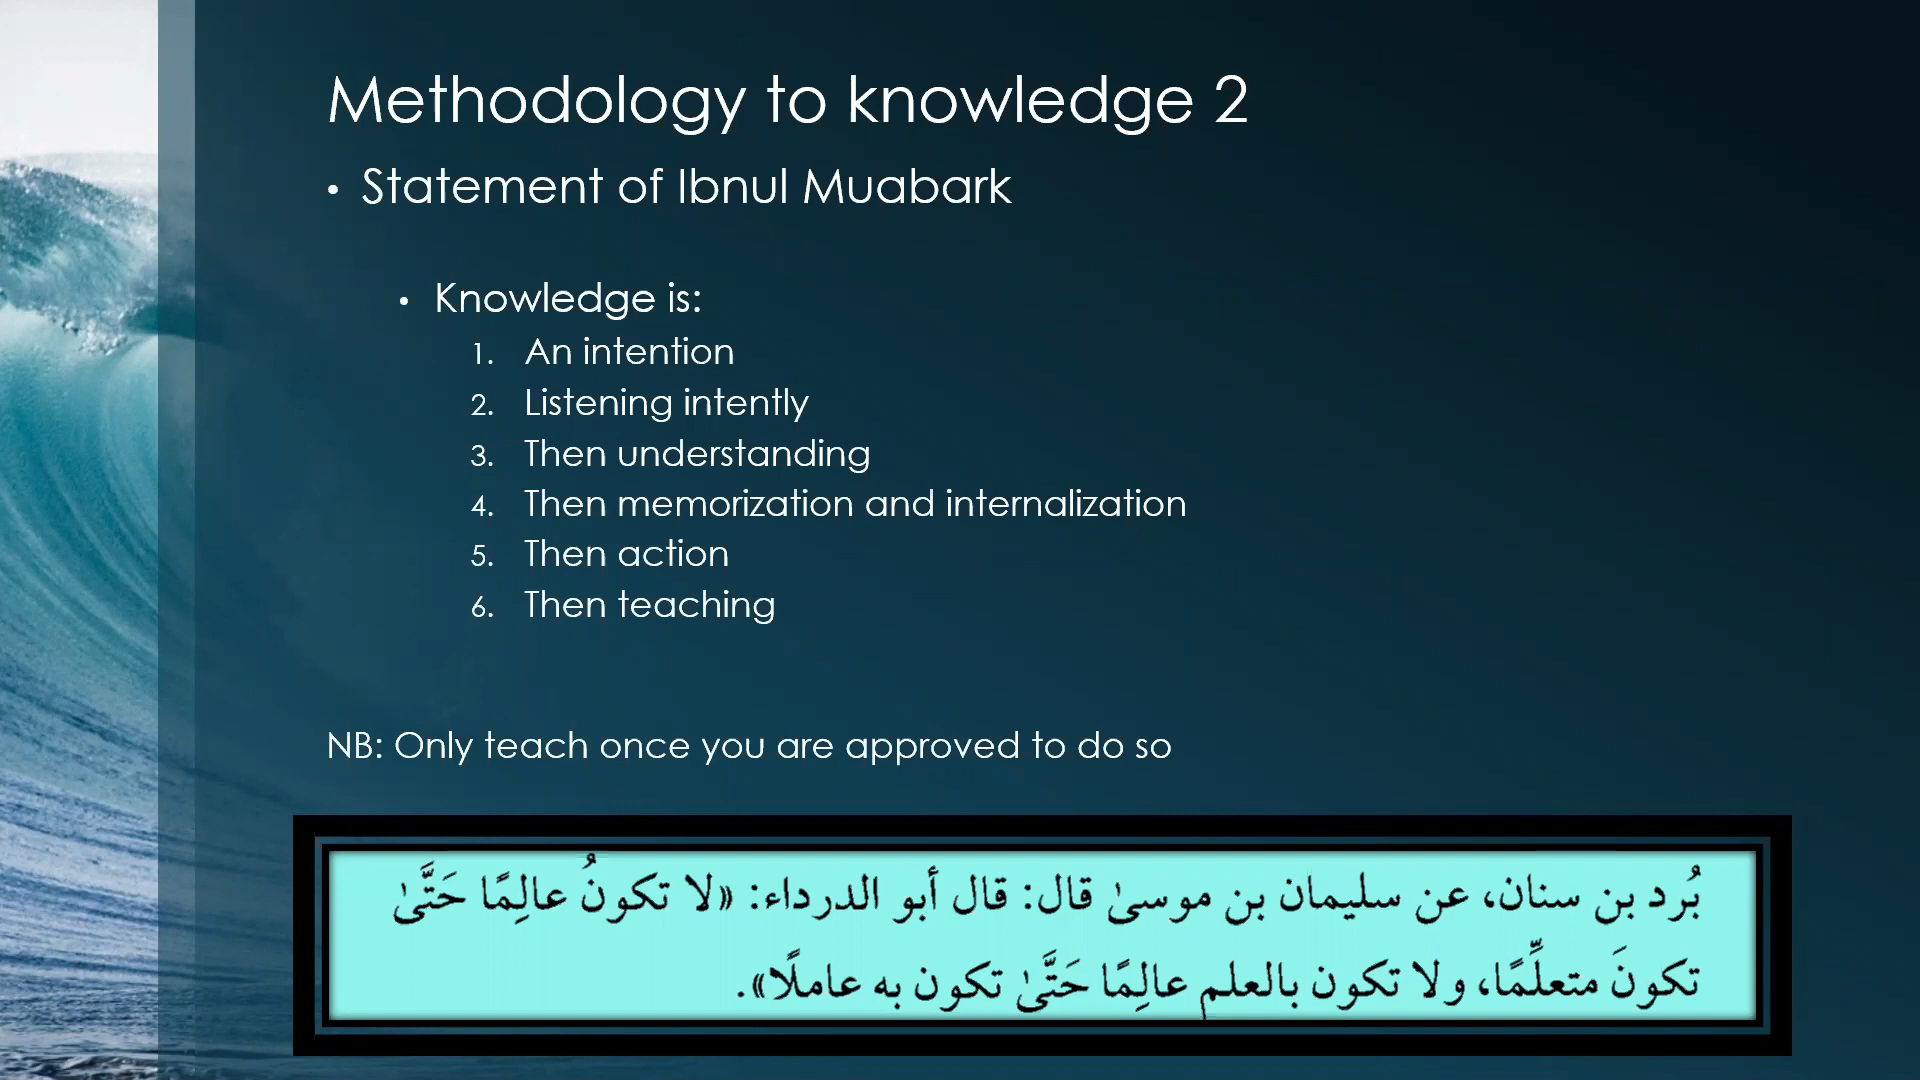 Methodology to knowledge 2
• Statement of Ibnul Muabark
• Knowledge is:
1. An intention
2. Listening intently
3. Then understanding
4. Then memorization and internalization
5. Then action
6. Then teaching
NB: Only teach once you are approved to do so
بُرد بن سنان، عن سليمان بن موسىٰ قال: قال أبو الدرداء: «لا تكونُ عالِمًا حَتَّىٰ
تكونَ متعلِّمًا، ولا تكون بالعلم عالِمًا حَتَّىٰ تكون به عاملًا».